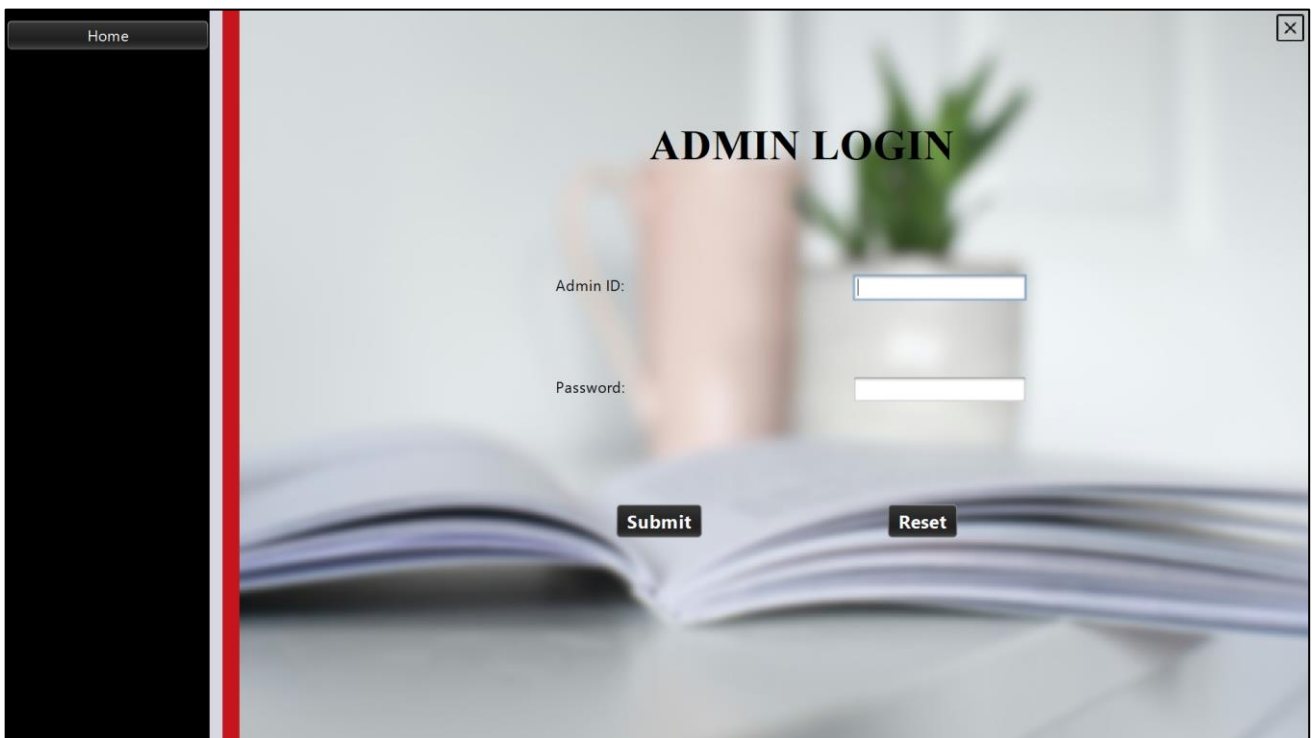 Home
ADMIN LOGIN
Admin ID:
Password:
Submit
Reset